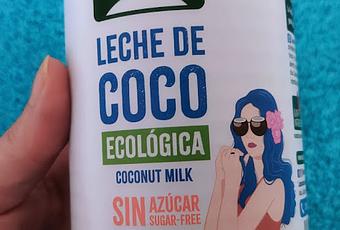 LECHE DE
COCO
ECOLÓGICA
COCONUT MILK
SIN AZÚCAR
SUGAR-FREE